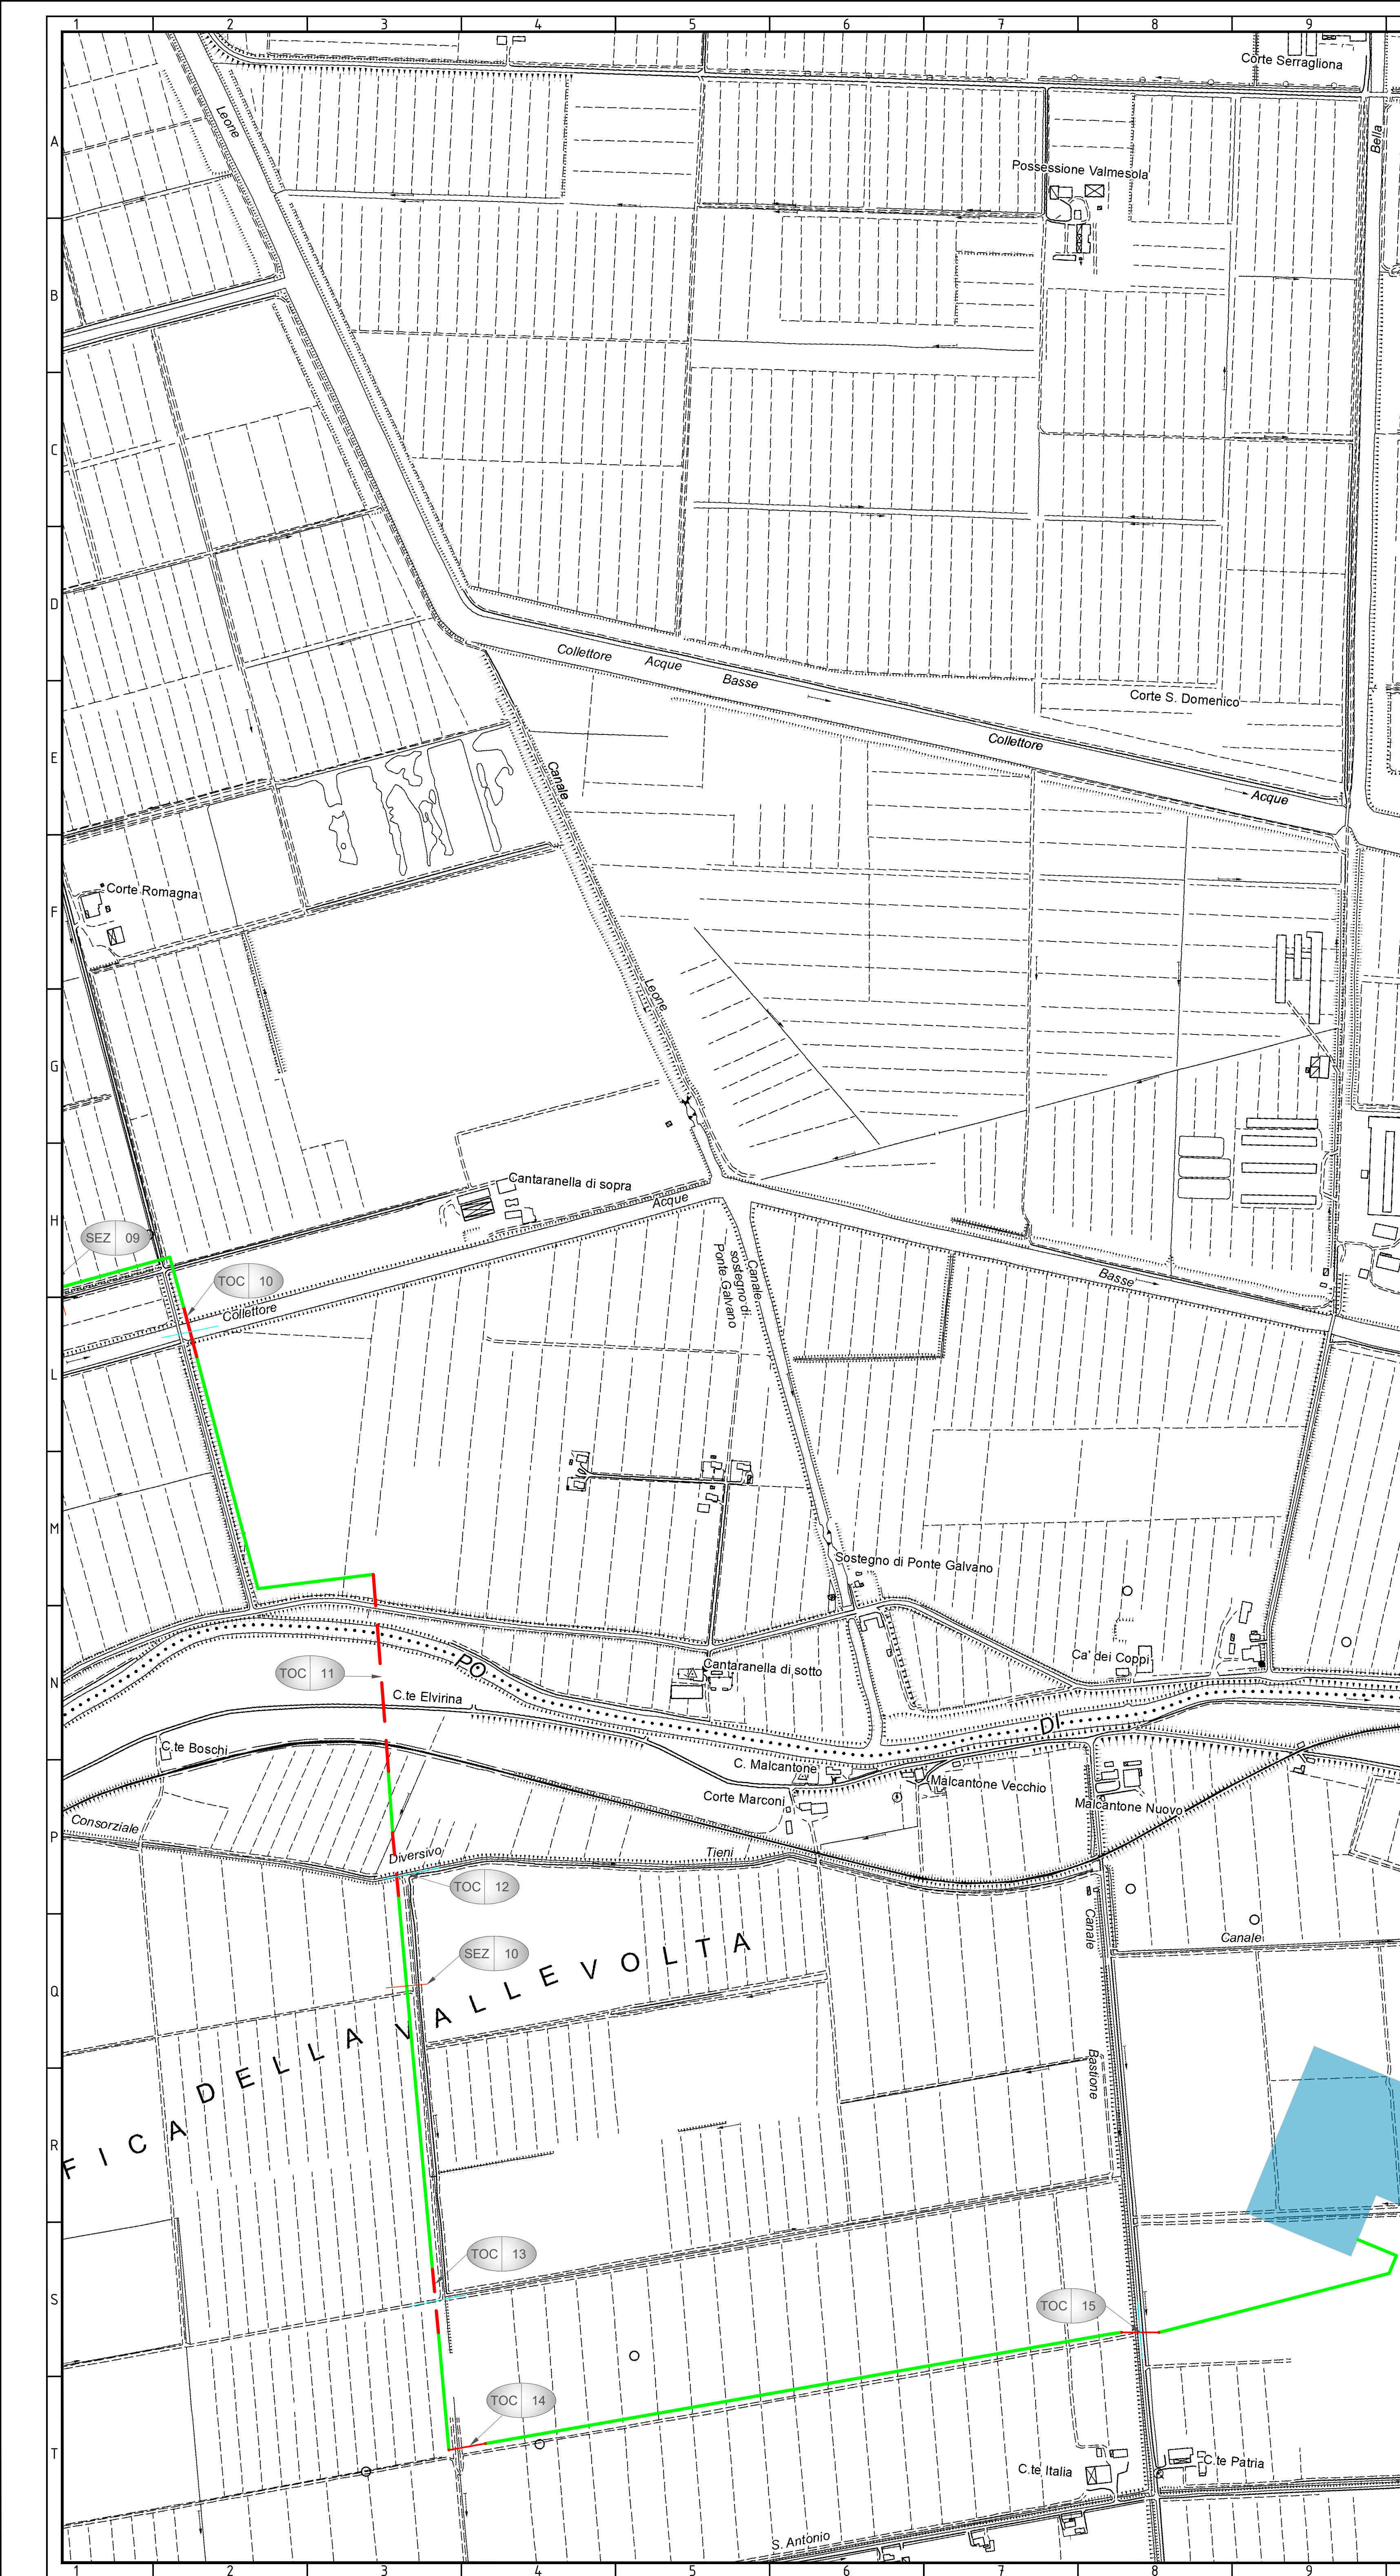 1 2 3 4 5 6 7 8 9
Corte Serragliona
Leone
Bella
A
Possessione Valmesola
B
C
D
Collettore Acque Basse
Corte S. Domenico
E
Canale
Collettore
Acque
F
Corte Romagna
Leone
G
Cantaranella di sopra
Acque
H
SEZ 09
TOC 10
Collettore
Canale
sostegno di
Ponte Galvano
Basse
L
M
Sostegno di Ponte Galvano
N
TOC 11
PO
Cantaranella di sotto
Ca' dei Coppi
C.te Elvirina
DI
C.te Boschi
C. Malcantone
Malcantone Vecchio
Corte Marconi
Malcantone Nuovo
P
Consorziale
Diversivo
Tieni
TOC 12
Canale
Canale
SEZ 10
Q
FICA DELLA VALLEVOLTA
Bastione
R
TOC 13
S
TOC 15
TOC 14
T
C.te Italia
C.te Patria
S. Antonio
1 2 3 4 5 6 7 8 9